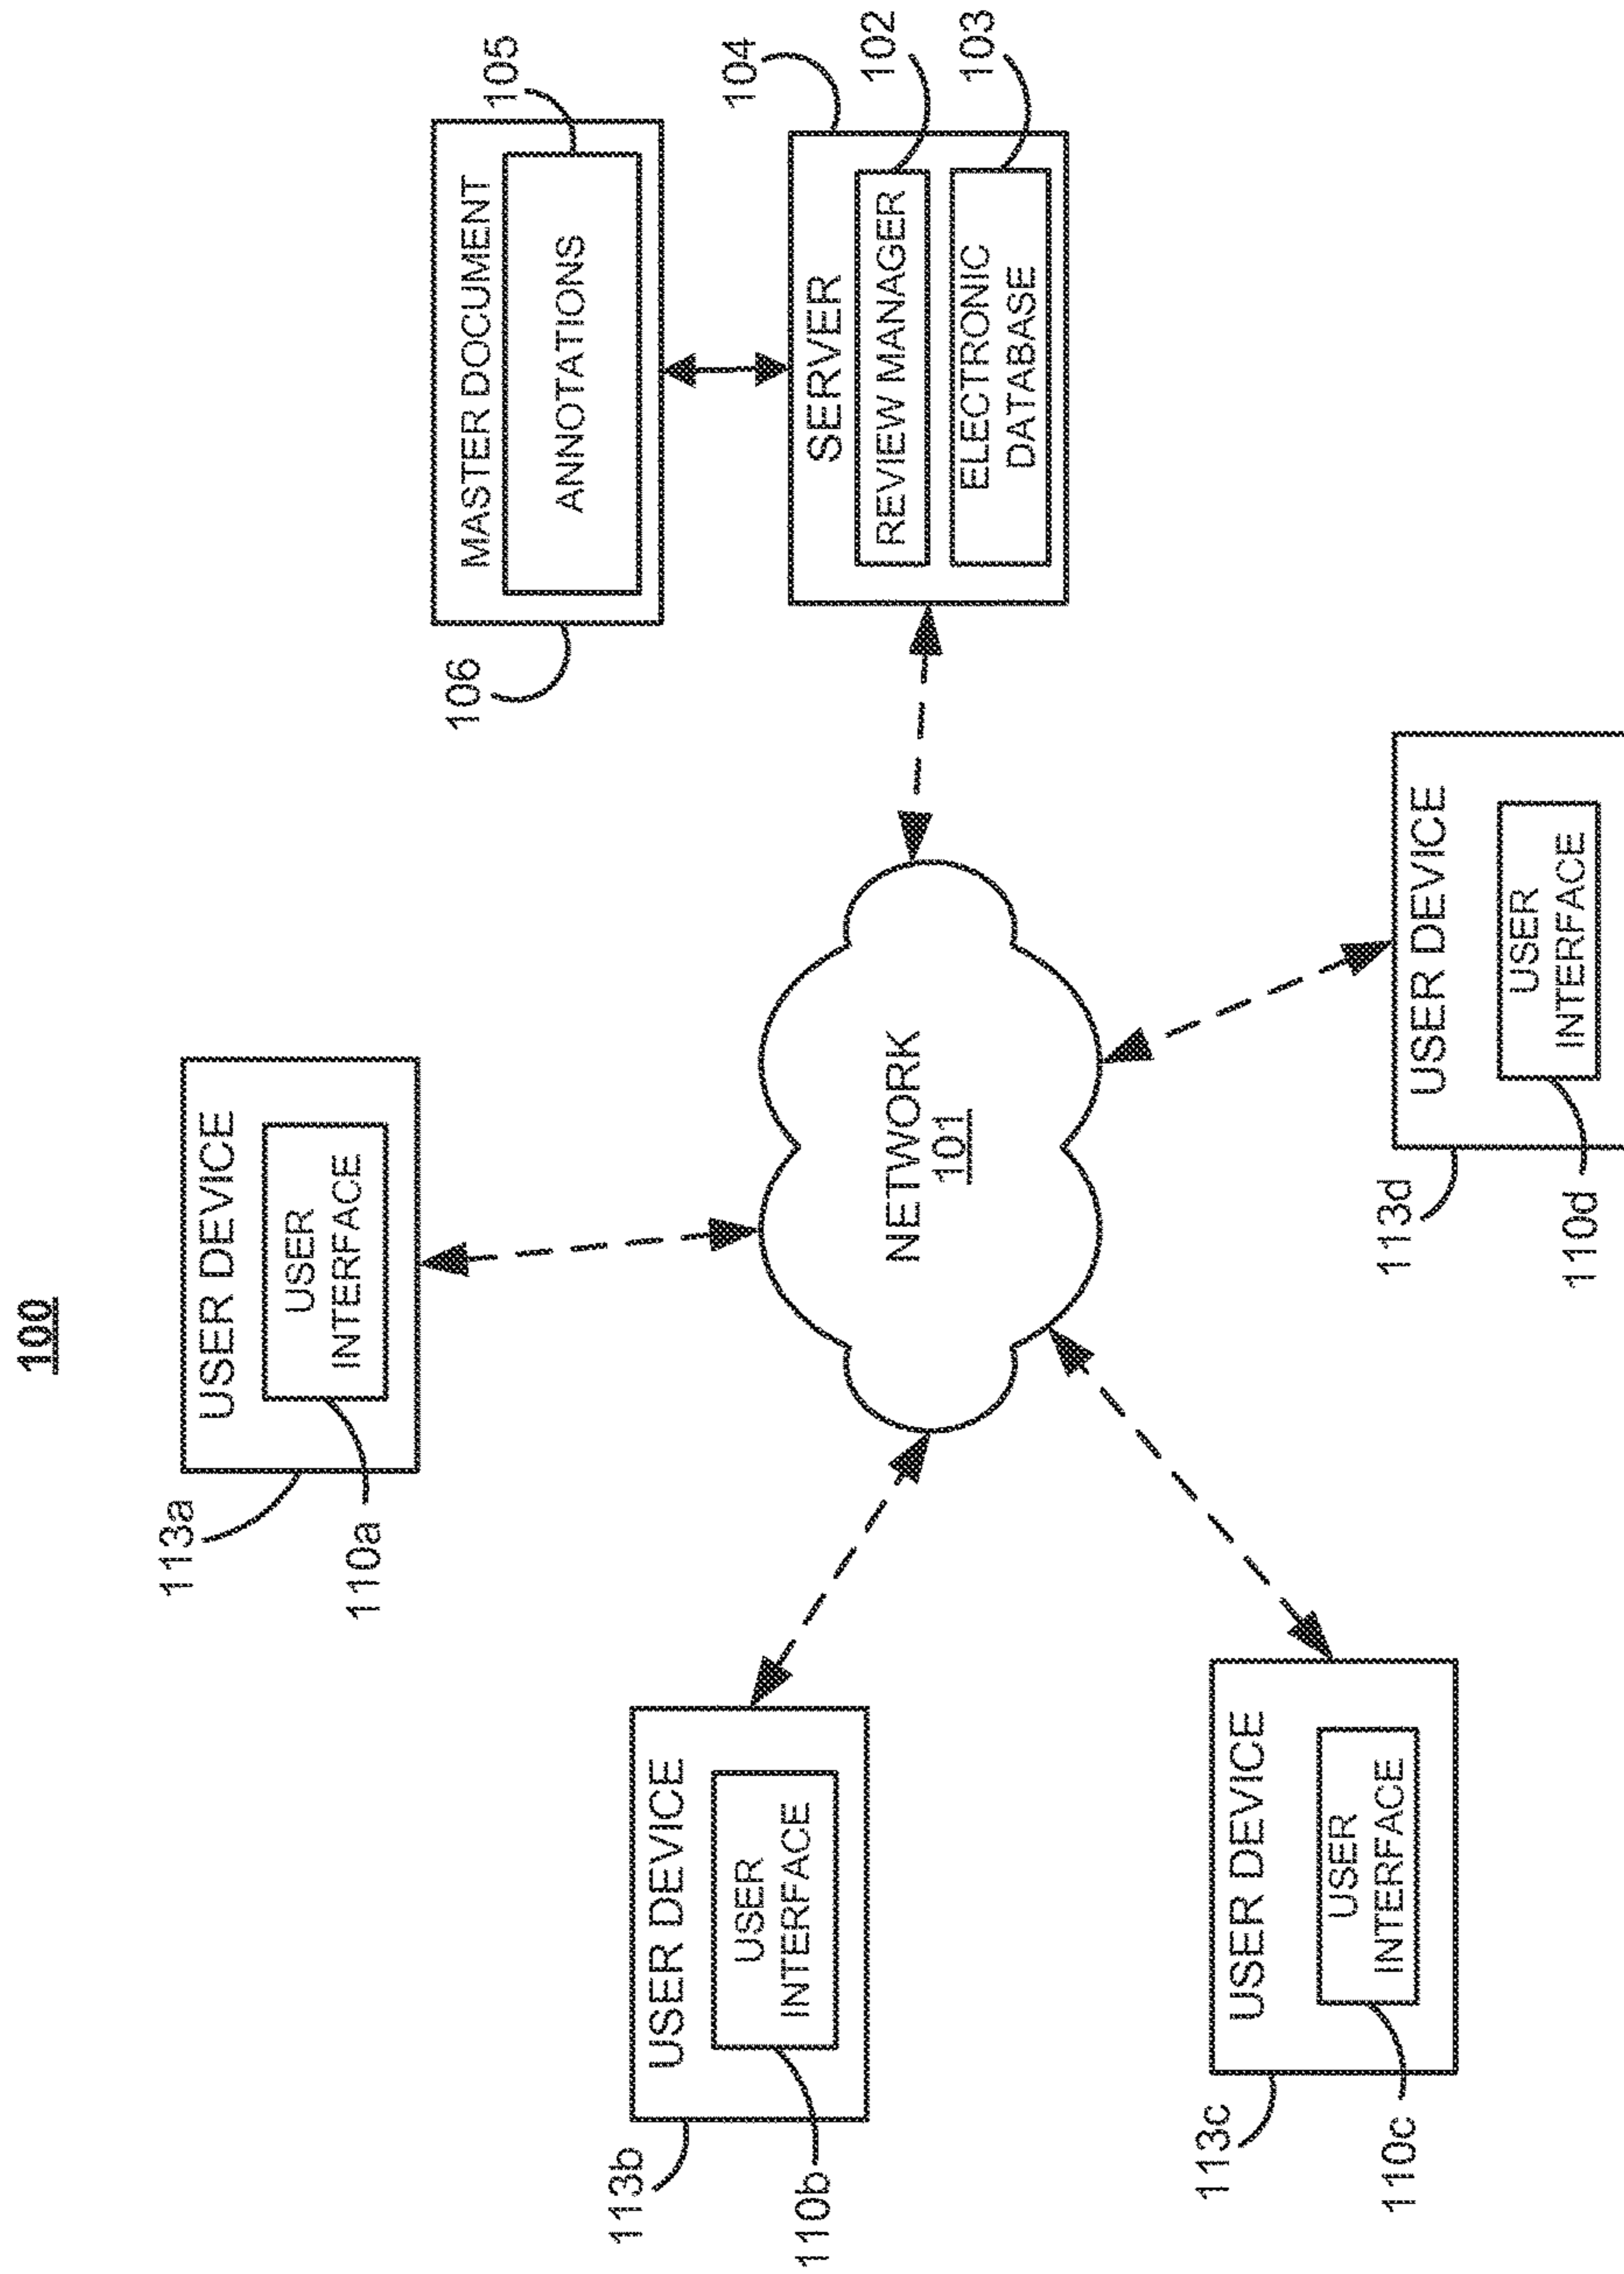 100
113a
USER DEVICE
110a
USER
INTERFACE
106
MASTER DOCUMENT
105
ANNOTATIONS
113b
USER DEVICE
110b
USER
INTERFACE
NETWORK
101
104
SERVER
102
REVIEW MANAGER
103
ELECTRONIC
DATABASE
113c
USER DEVICE
110c
USER
INTERFACE
113d
USER DEVICE
110d
USER
INTERFACE